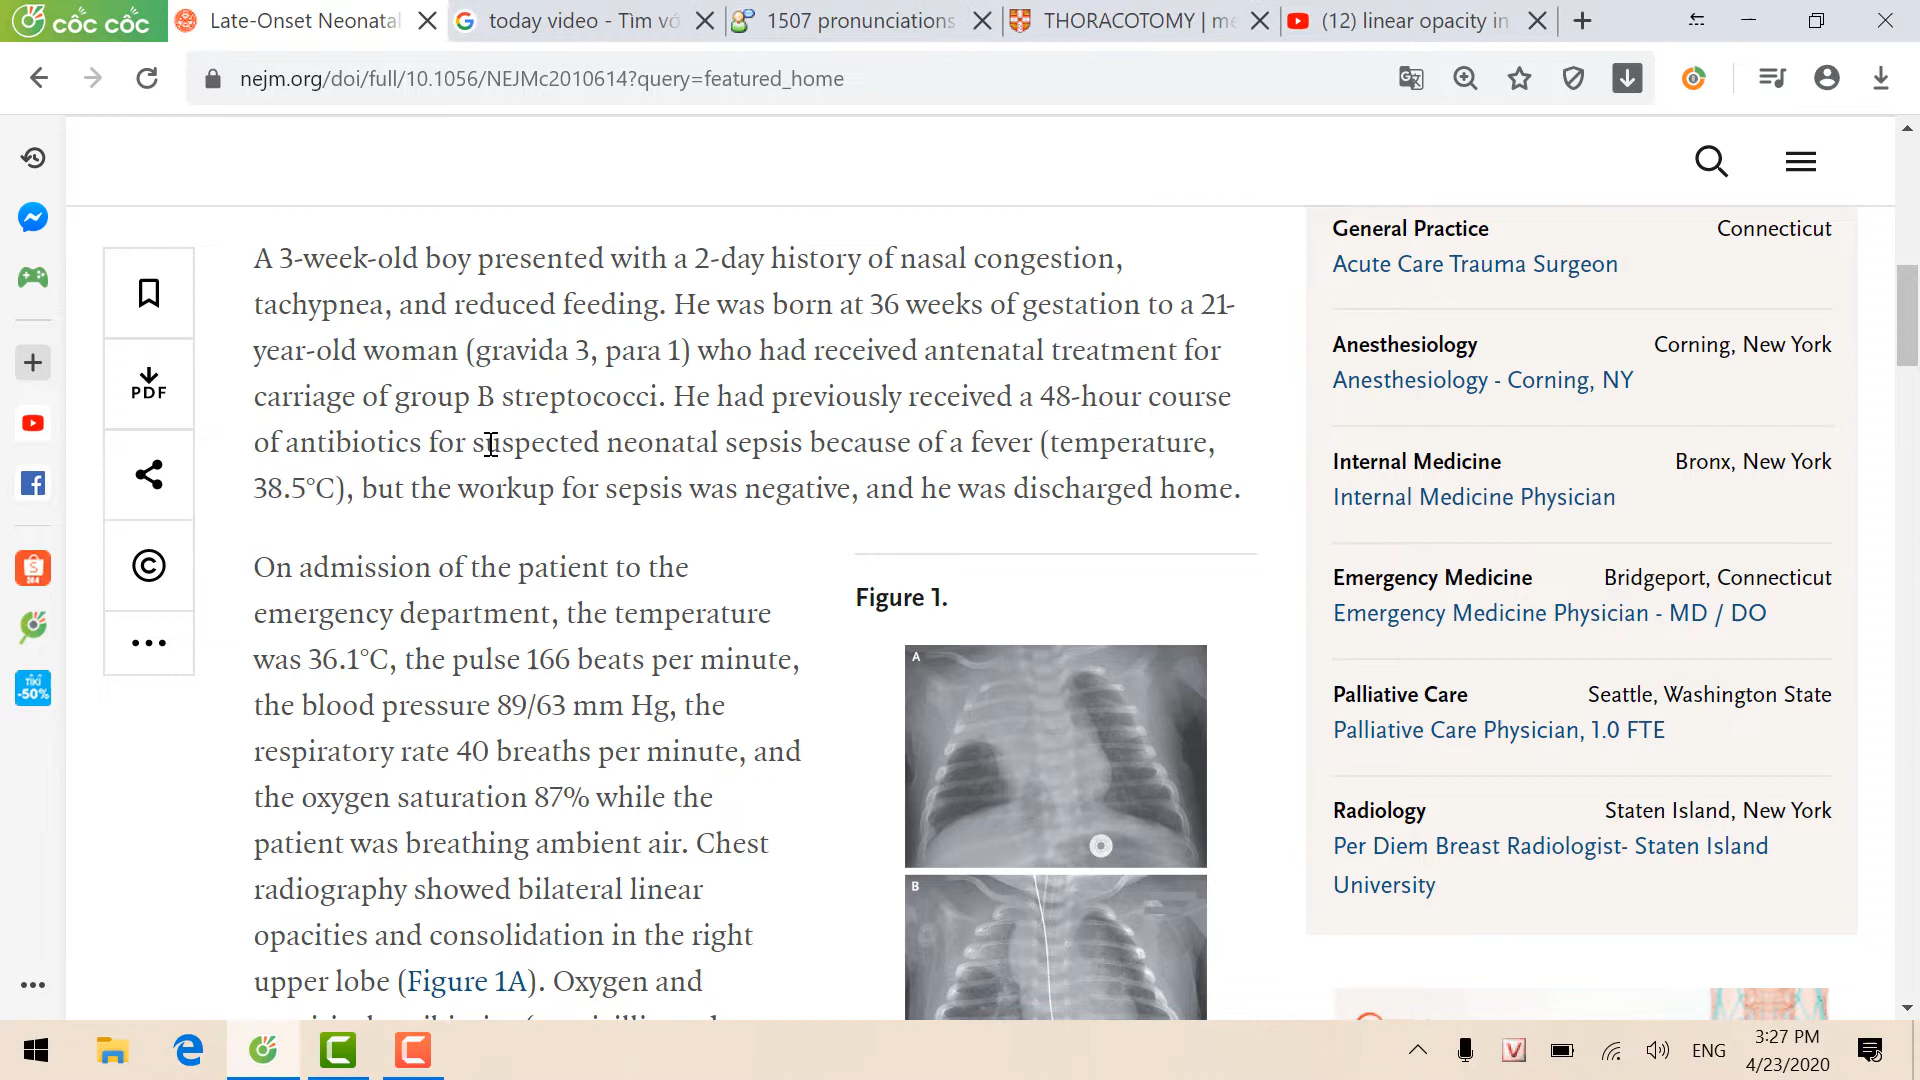 cốc cốc
Late-Onset Neonatal
today video - Tìm vớ
1507 pronunciations
THORACOTOMY | me
(12) linear opacity in
nejm.org/doi/full/10.1056/NEJMc2010614?query=featured_home
A 3-week-old boy presented with a 2-day history of nasal congestion,
tachypnea, and reduced feeding. He was born at 36 weeks of gestation to a 21-
year-old woman (gravida 3, para 1) who had received antenatal treatment for
carriage of group B streptococci. He had previously received a 48-hour course
of antibiotics for suspected neonatal sepsis because of a fever (temperature,
38.5°C), but the workup for sepsis was negative, and he was discharged home.
On admission of the patient to the
emergency department, the temperature
was 36.1°C, the pulse 166 beats per minute,
the blood pressure 89/63 mm Hg, the
respiratory rate 40 breaths per minute, and
the oxygen saturation 87% while the
patient was breathing ambient air. Chest
radiography showed bilateral linear
opacities and consolidation in the right
upper lobe (Figure 1A). Oxygen and
PDF
Figure 1.
A
B
General Practice Connecticut
Acute Care Trauma Surgeon
Anesthesiology Corning, New York
Anesthesiology - Corning, NY
Internal Medicine Bronx, New York
Internal Medicine Physician
Emergency Medicine Bridgeport, Connecticut
Emergency Medicine Physician - MD / DO
Palliative Care Seattle, Washington State
Palliative Care Physician, 1.0 FTE
Radiology Staten Island, New York
Per Diem Breast Radiologist- Staten Island
University
TIKI
-50%
ENG
3:27 PM
4/23/2020